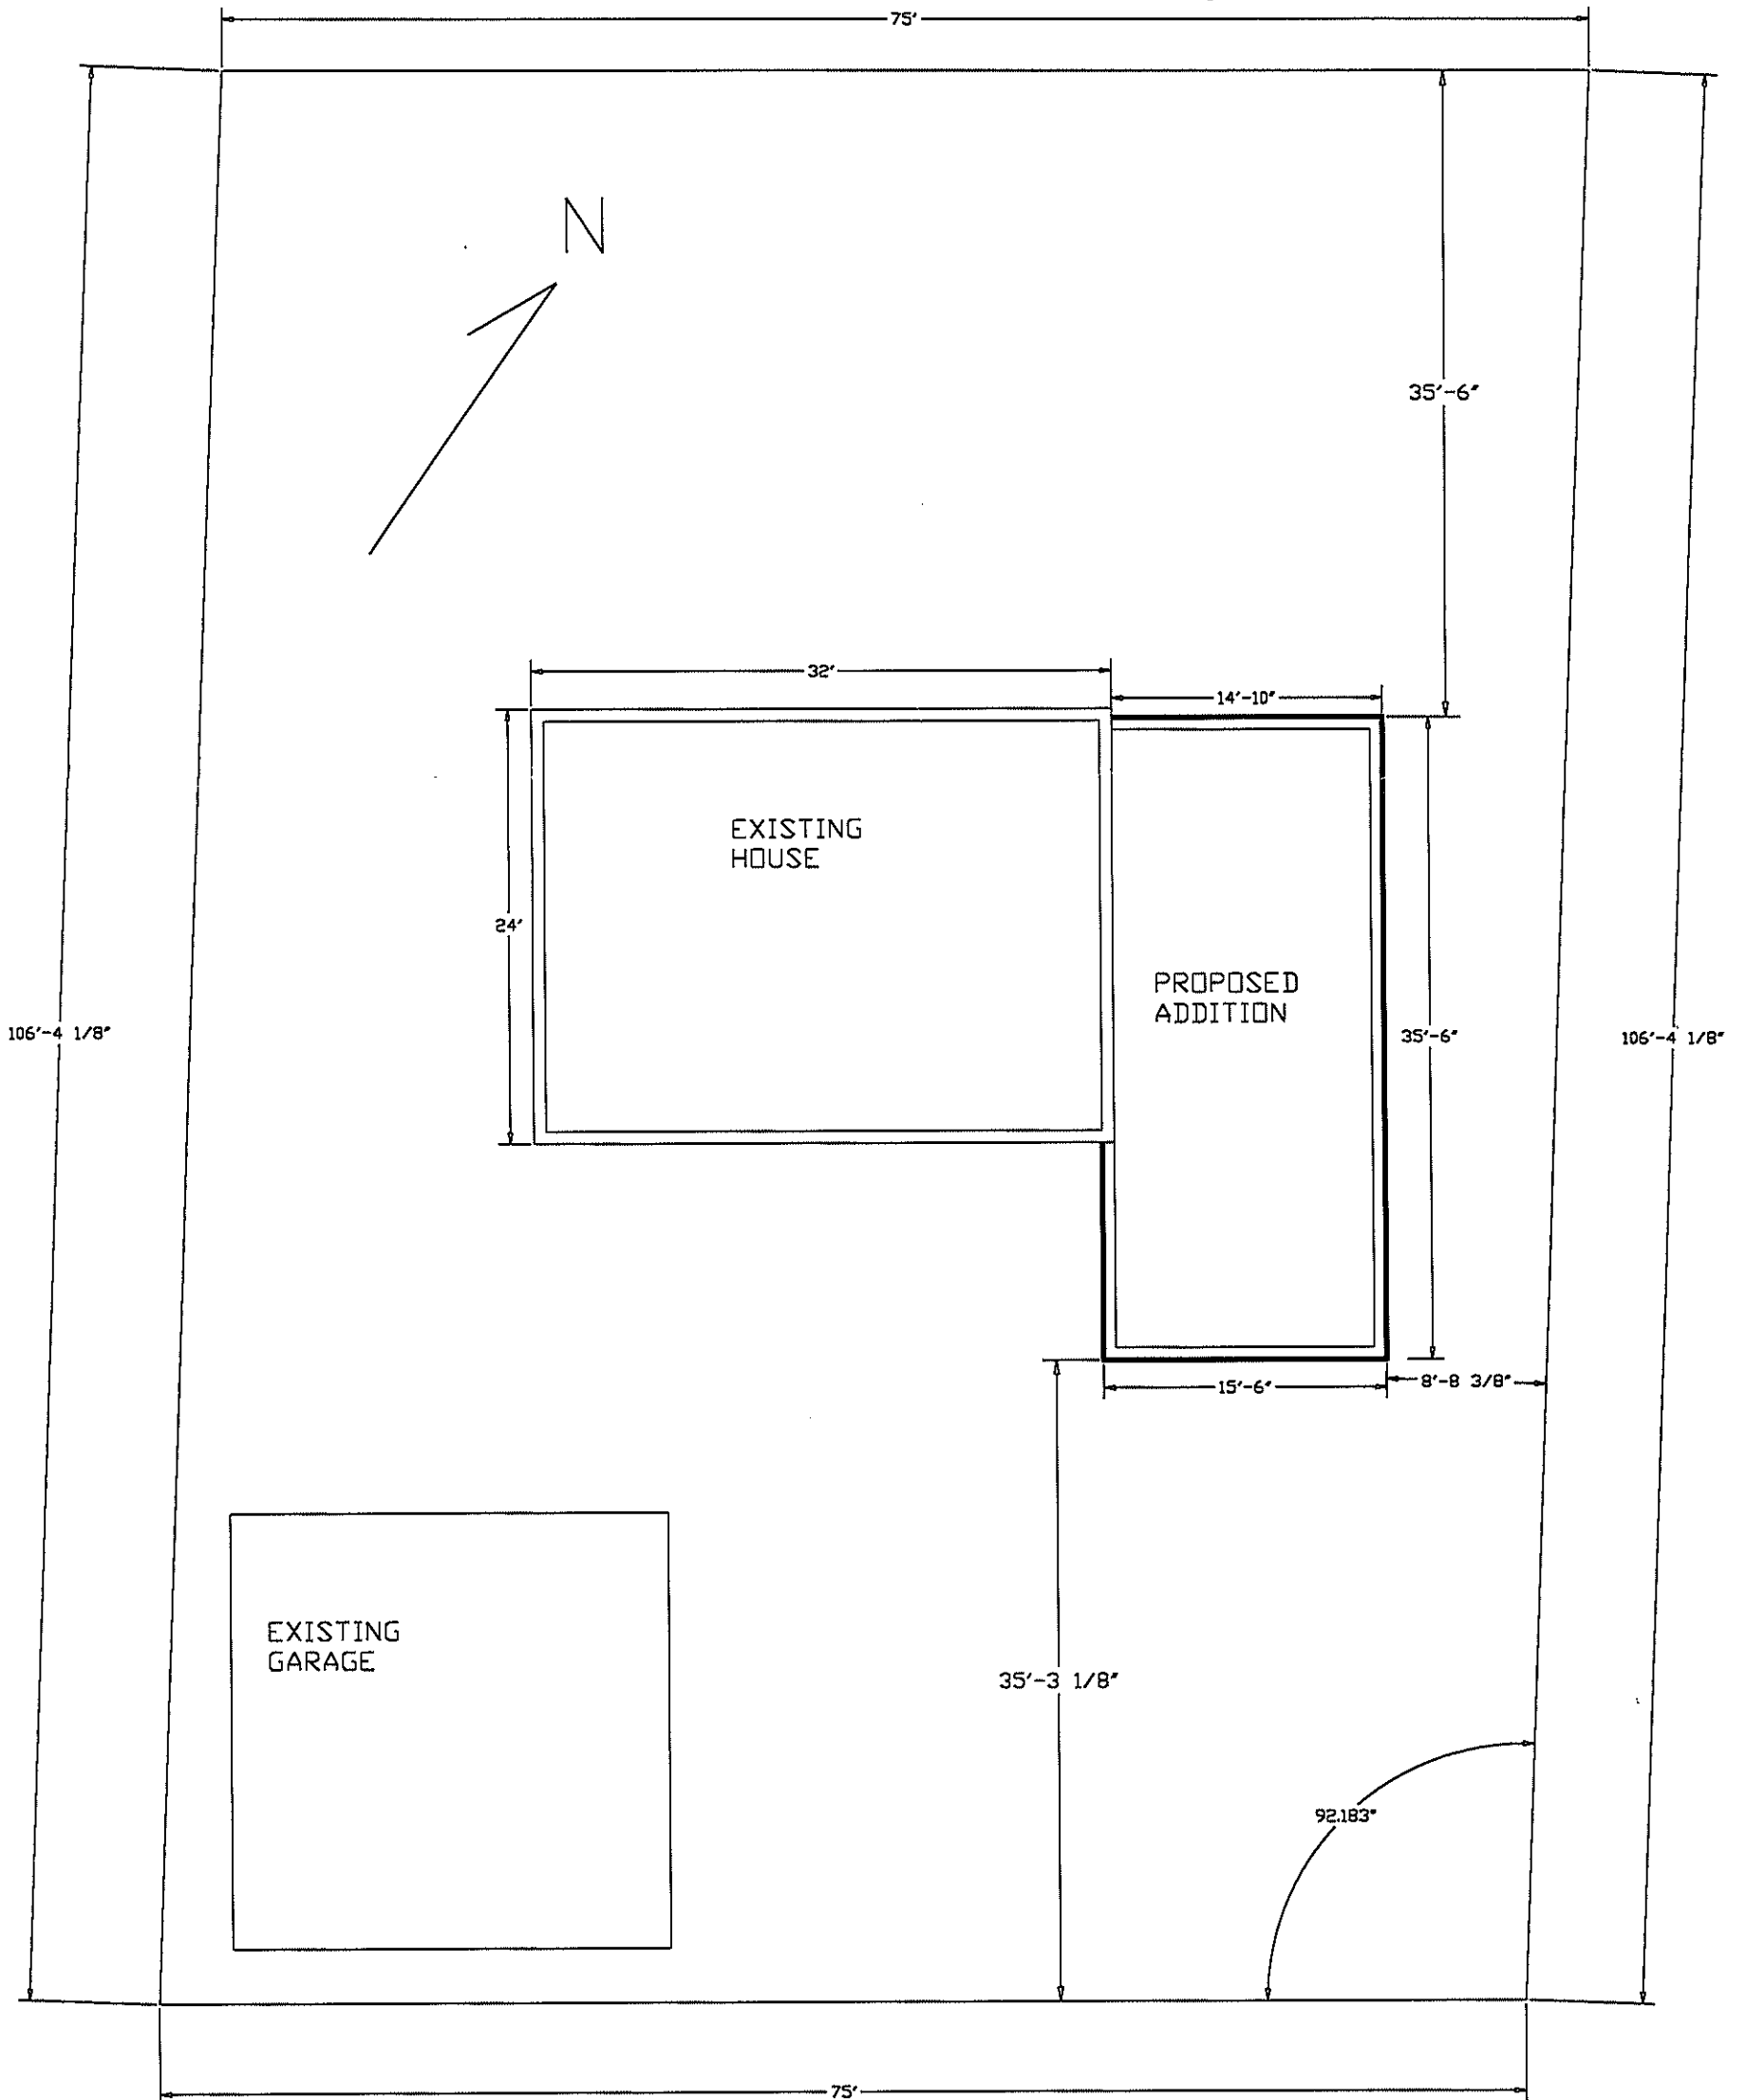 75'
N
35'-6"
32'
14'-10"
EXISTING
HOUSE
24'
PROPOSED
ADDITION
106'-4 1/8"
35'-6"
106'-4 1/8"
15'-6"
8'-8 3/8"
EXISTING
GARAGE
35'-3 1/8"
92.183°
75'